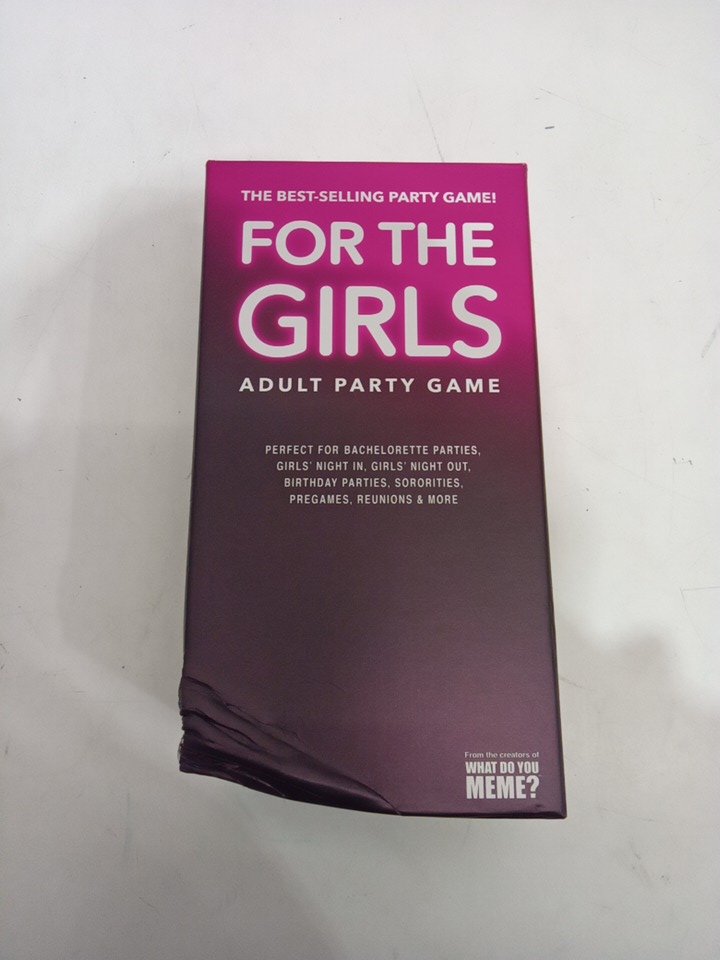 THE BEST-SELLING PARTY GAME!
FOR THE
GIRLS
ADULT PARTY GAME
PERFECT FOR BACHELORETTE PARTIES,
GIRLS' NIGHT IN, GIRLS' NIGHT OUT,
BIRTHDAY PARTIES, SORORITIES,
PREGAMES, REUNIONS & MORE
From the creators of
WHAT DO YOU
MEME?